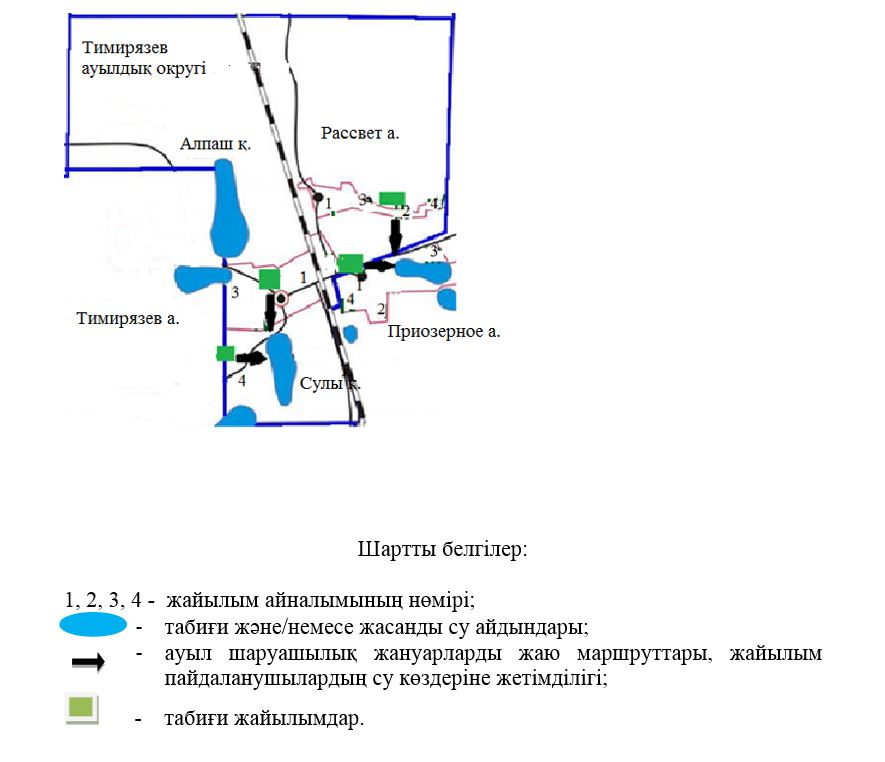 Тимирязев
ауылдық округі
Рассвет а.
Алпаш қ.
1 3 2 4
3
1
3
1
4
2
Тимирязев а.
Приозерное а.
4
Сулы қ.
Шартты белгілер:
1, 2, 3, 4 - жайылым айналымының нөмірі;
- табиғи және/немесе жасанды су айдындары;
- ауыл шаруашылық жануарларды жаю маршруттары, жайылым
пайдаланушылардың су көздеріне жетімділігі;
- табиғи жайылымдар.